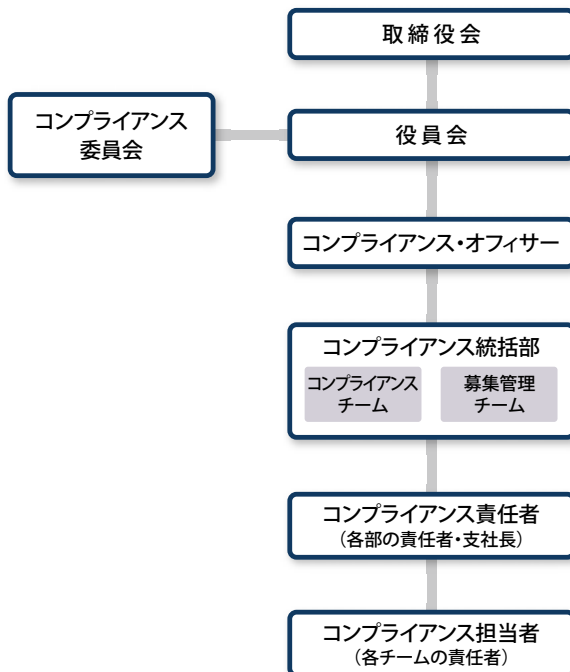 取締役会
コンプライアンス
委員会
役員会
コンプライアンス・オフィサー
コンプライアンス統括部
コンプライアンス
チーム
募集管理
チーム
コンプライアンス責任者
（各部の責任者・支社長）
コンプライアンス担当者
（各チームの責任者）